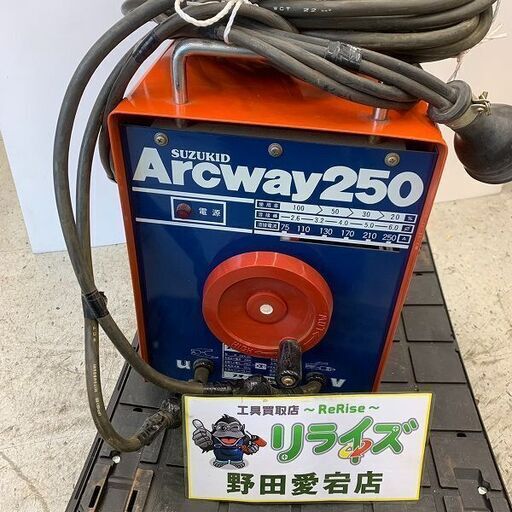 SUZUKID
Arcway250
電源
使用率 100 50 30 20 %
溶接棒 2.6 3.2 4.0 5.0 6.0 φ
溶接電流 75 110 130 170 210 250 A
U
V
工具買取店 ～ReRise～
リライズ
野田愛宕店